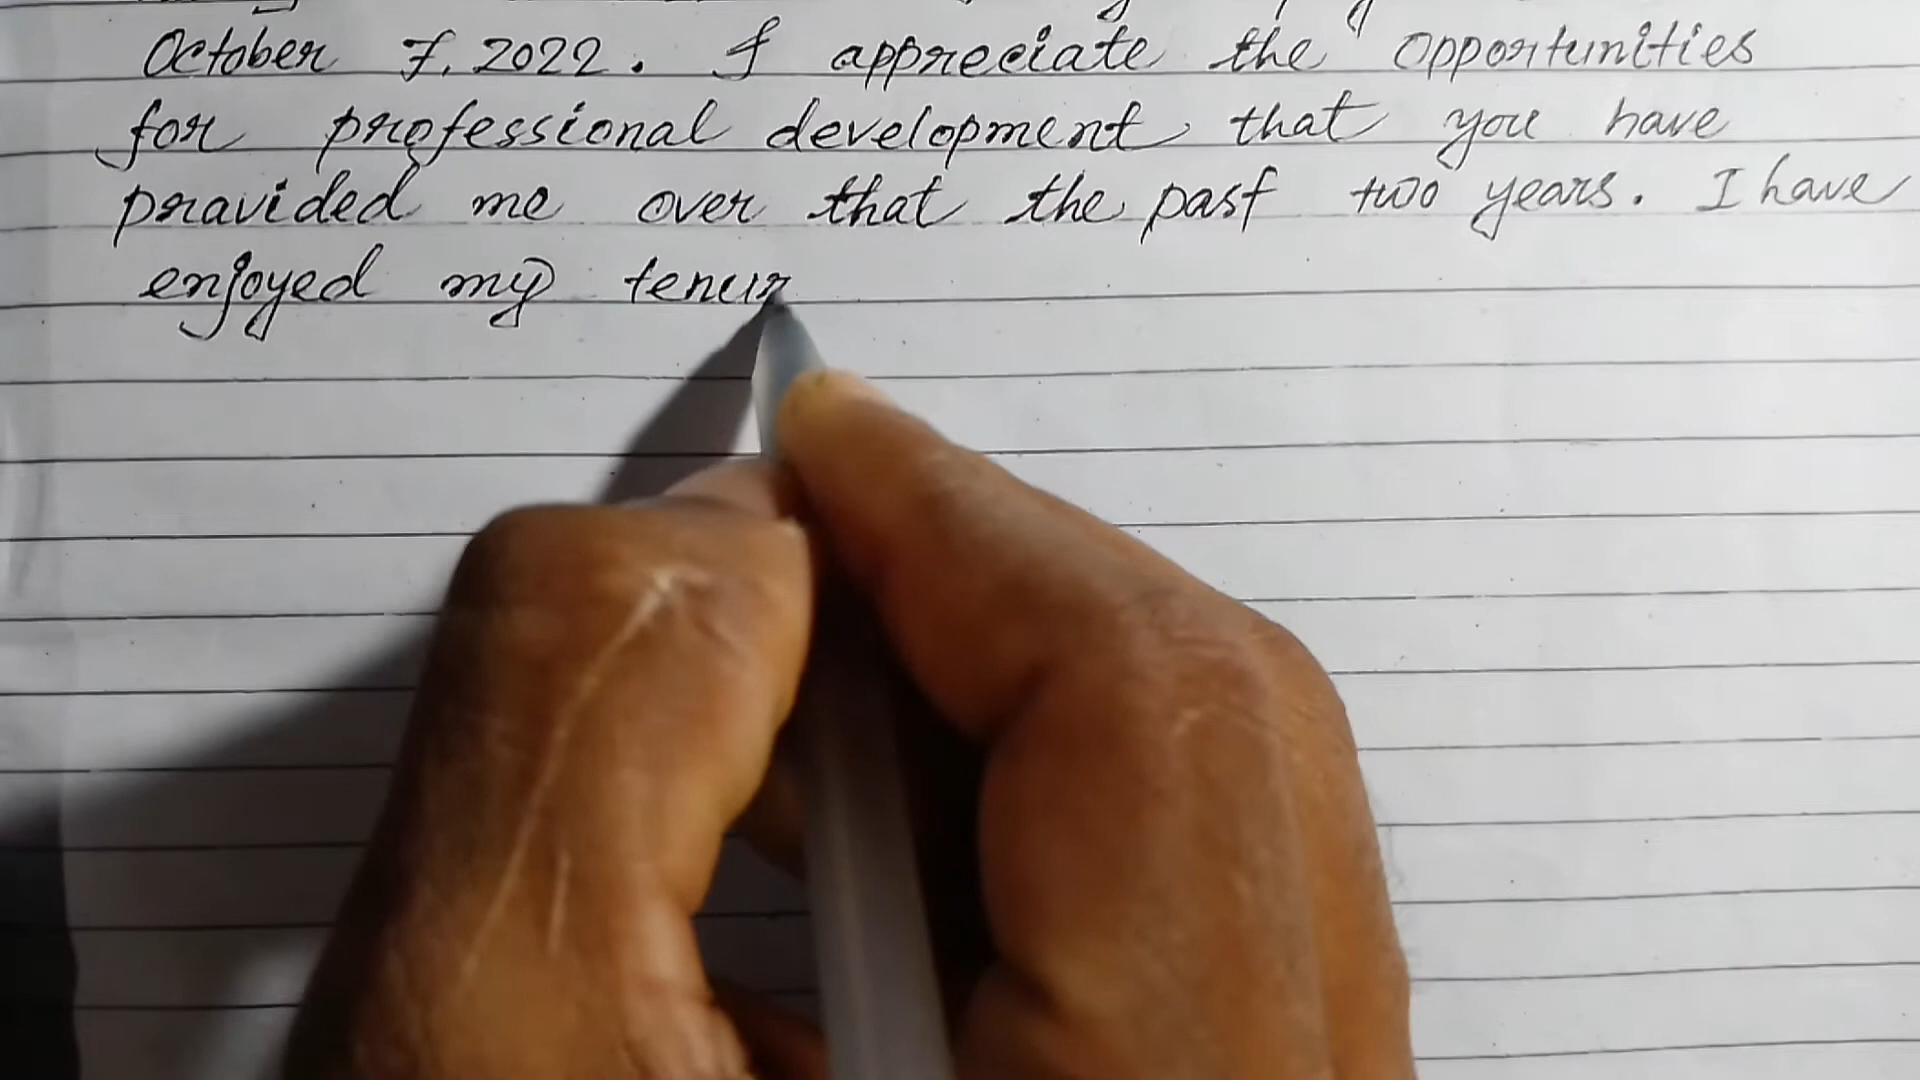 October 7, 2022. I appreciate the opportunities
for professional development, that you have
pravided me over that the past two years. I have
enjoyed my tenur